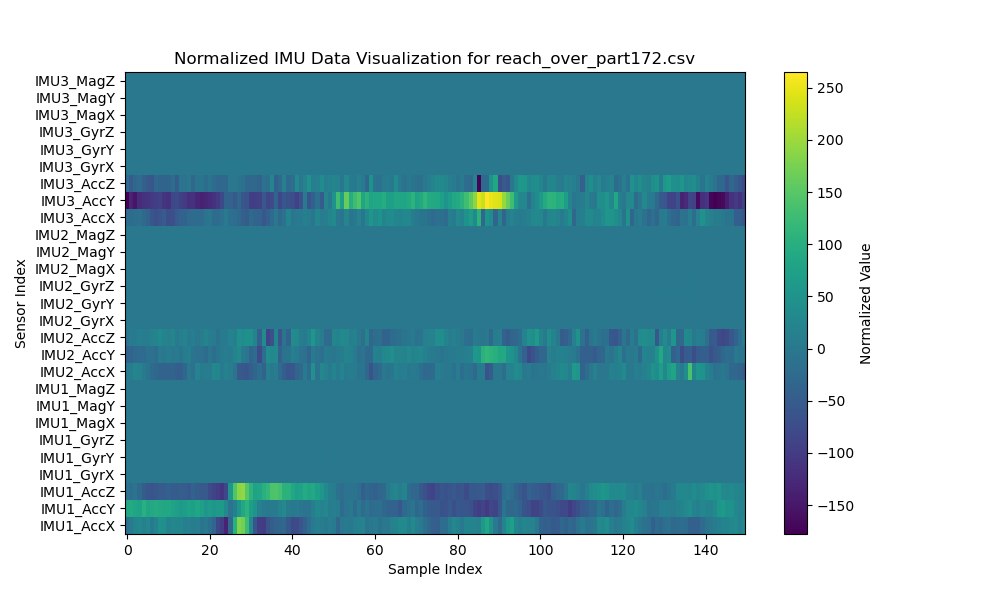 Normalized IMU Data Visualization for reach_over_part172.csv
IMU3_MagZ
IMU3_MagY
IMU3_MagX
IMU3_GyrZ
IMU3_GyrY
IMU3_GyrX
IMU3_AccZ
IMU3_AccY
IMU3_AccX
IMU2_MagZ
IMU2_MagY
IMU2_MagX
IMU2_GyrZ
IMU2_GyrY
IMU2_GyrX
IMU2_AccZ
IMU2_AccY
IMU2_AccX
IMU1_MagZ
IMU1_MagY
IMU1_MagX
IMU1_GyrZ
IMU1_GyrY
IMU1_GyrX
IMU1_AccZ
IMU1_AccY
IMU1_AccX
Sensor Index
0 20 40 60 80 100 120 140
Sample Index
250
200
150
100
50
0
−50
−100
−150
Normalized Value